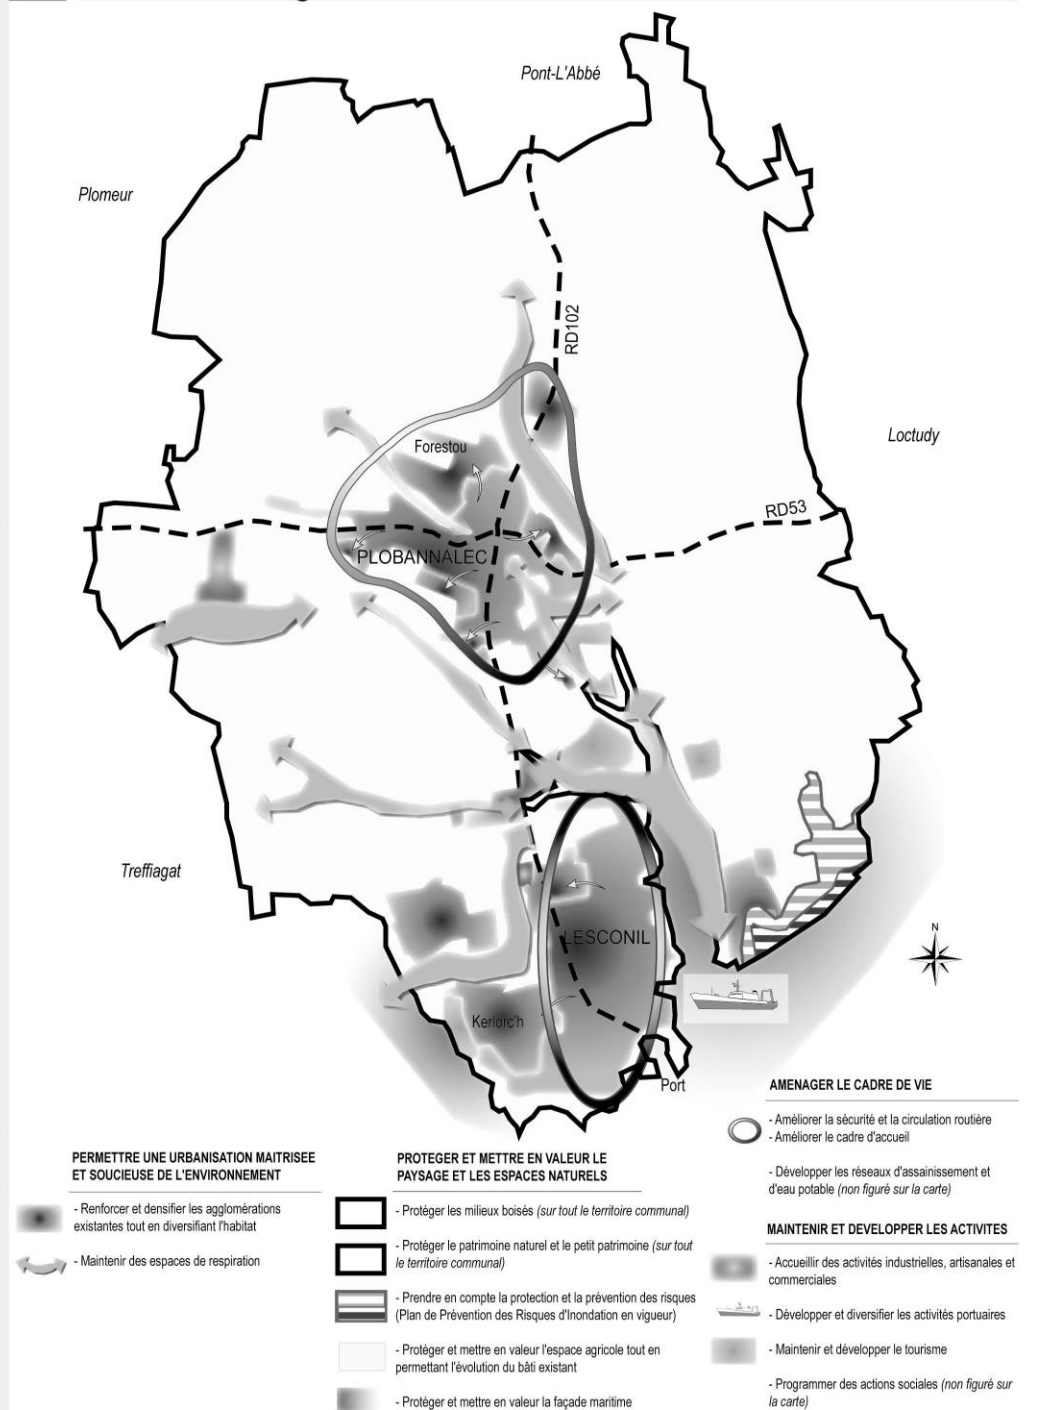 Pont-L'Abbé
Plomeur
RD102
Loctudy
Forestou
RD53
PLOBANNALEC
Treffiagat
N
LESCONIL
Kerlorc'h
Port
PERMETTRE UNE URBANISATION MAITRISEE
ET SOUCIEUSE DE L'ENVIRONNEMENT
- Renforcer et densifier les agglomérations
existantes tout en diversifiant l'habitat
- Maintenir des espaces de respiration
PROTEGER ET METTRE EN VALEUR LE
PAYSAGE ET LES ESPACES NATURELS
- Protéger les milieux boisés (sur tout le territoire communal)
- Protéger le patrimoine naturel et le petit patrimoine (sur tout
le territoire communal)
- Prendre en compte la protection et la prévention des risques
(Plan de Prévention des Risques d'Inondation en vigueur)
- Protéger et mettre en valeur l'espace agricole tout en
permettant l'évolution du bâti existant
- Protéger et mettre en valeur la façade maritime
AMENAGER LE CADRE DE VIE
- Améliorer la sécurité et la circulation routière
- Améliorer le cadre d'accueil
- Développer les réseaux d'assainissement et
d'eau potable (non figuré sur la carte)
MAINTENIR ET DEVELOPPER LES ACTIVITES
- Accueillir des activités industrielles, artisanales et
commerciales
- Développer et diversifier les activités portuaires
- Maintenir et développer le tourisme
- Programmer des actions sociales (non figuré sur
la carte)